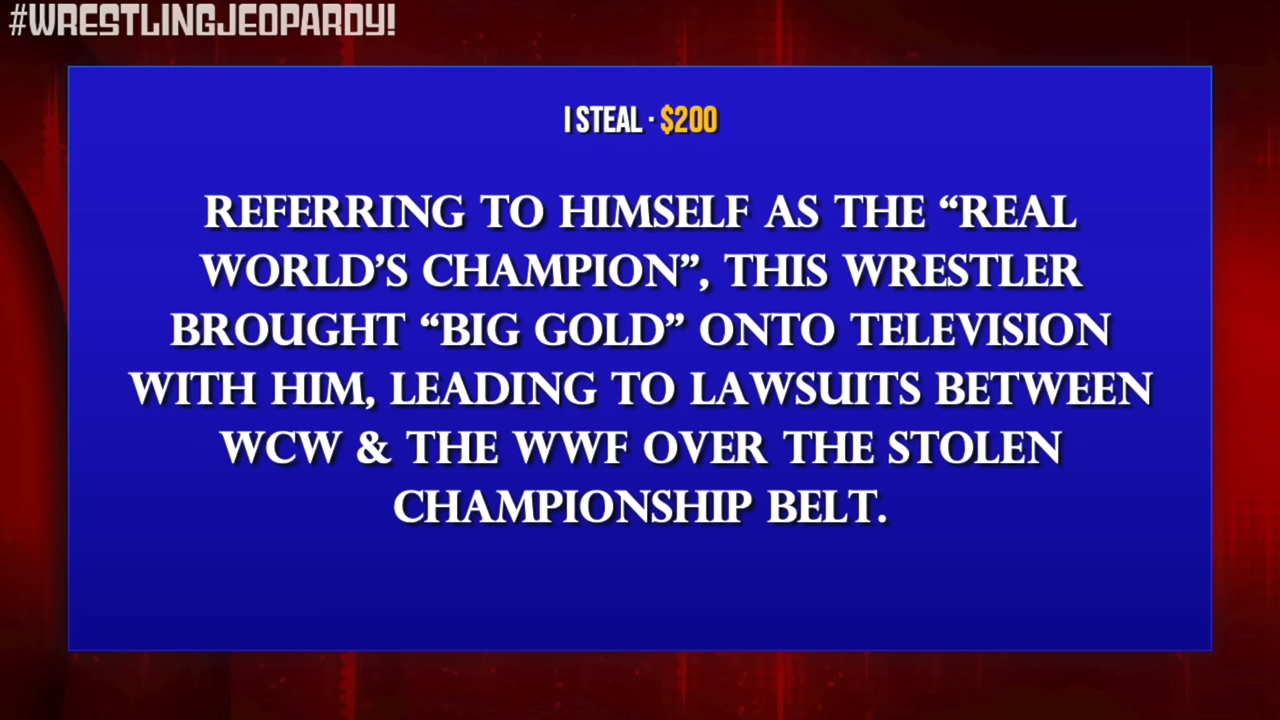 #WRESTLINGJEOPARDY!
I STEAL · $200
REFERRING TO HIMSELF AS THE “REAL
WORLD’S CHAMPION”, THIS WRESTLER
BROUGHT “BIG GOLD” ONTO TELEVISION
WITH HIM, LEADING TO LAWSUITS BETWEEN
WCW & THE WWF OVER THE STOLEN
CHAMPIONSHIP BELT.